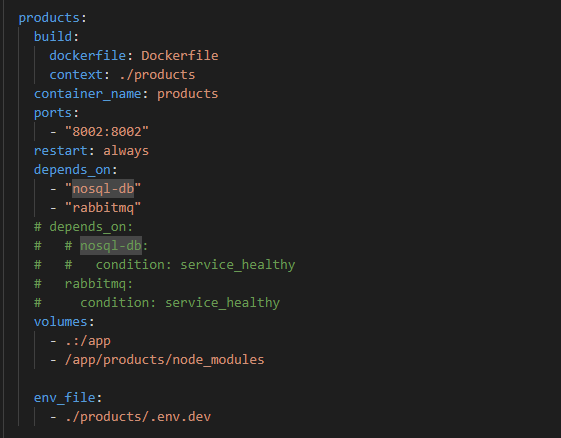 products:
  build:
    dockerfile: Dockerfile
    context: ./products
  container_name: products
  ports:
    - "8002:8002"
  restart: always
  depends_on:
    - "nosql-db"
    - "rabbitmq"
  # depends_on:
  #   # nosql-db:
  #   #   condition: service_healthy
  #   rabbitmq:
  #     condition: service_healthy
  volumes:
    - .:/app
    - /app/products/node_modules

  env_file:
    - ./products/.env.dev